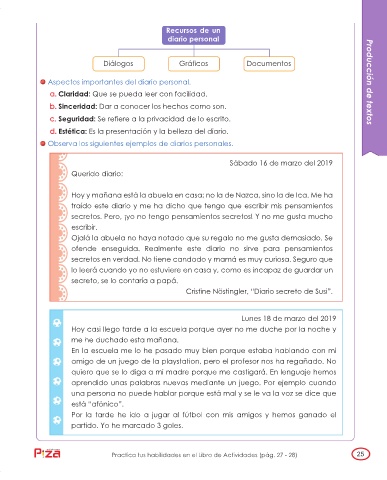 Recursos de un
diario personal
Diálogos
Gráficos
Documentos
Producción de textos
Aspectos importantes del diario personal.
a. Claridad: Que se pueda leer con facilidad.
b. Sinceridad: Dar a conocer los hechos como son.
c. Seguridad: Se refiere a la privacidad de lo escrito.
d. Estética: Es la presentación y la belleza del diario.
Observa los siguientes ejemplos de diarios personales.
Sábado 16 de marzo del 2019
Querido diario:
Hoy y mañana está la abuela en casa; no la de Nazca, sino la de Ica. Me ha
traído este diario y me ha dicho que tengo que escribir mis pensamientos
secretos. Pero, ¡yo no tengo pensamientos secretos! Y no me gusta mucho
escribir.
Ojalá la abuela no haya notado que su regalo no me gusta demasiado. Se
ofende enseguida. Realmente este diario no sirve para pensamientos
secretos en verdad. No tiene candado y mamá es muy curiosa. Seguro que
lo leerá cuando yo no estuviere en casa y, como es incapaz de guardar un
secreto, se lo contaría a papá.
Cristine Nöstingler, “Diario secreto de Susi”.
Lunes 18 de marzo del 2019
Hoy casi llego tarde a la escuela porque ayer no me duche por la noche y
me he duchado esta mañana.
En la escuela me lo he pasado muy bien porque estaba hablando con mi
amigo de un juego de la playstation, pero el profesor nos ha regañado. No
quiero que se lo diga a mi madre porque me castigará. En lenguaje hemos
aprendido unas palabras nuevas mediante un juego. Por ejemplo cuando
una persona no puede hablar porque está mal y se le va la voz se dice que
está “afónico”.
Por la tarde he ido a jugar al fútbol con mis amigos y hemos ganado el
partido. Yo he marcado 3 goles.
Practica tus habilidades en el Libro de Actividades (pág. 27 - 28)
25